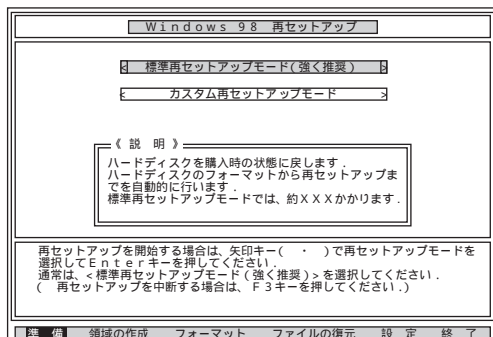 Windows 98 再セットアップ
< 標準再セットアップモード(強く推奨) >
< カスタム再セットアップモード >
《 説 明 》
ハードディスクを購入時の状態に戻します.
ハードディスクのフォーマットから再セットアップま
でを自動的に行います.
標準再セットアップモードでは、約XXXかかります.
再セットアップを開始する場合は、矢印キー( ・ )で再セットアップモードを
選択してEnterキーを押してください.
通常は、<標準再セットアップモード(強く推奨)>を選択してください.
( 再セットアップを中断する場合は、F3キーを押してください.)
準 備 領域の作成 フォーマット ファイルの復元 設 定 終 了